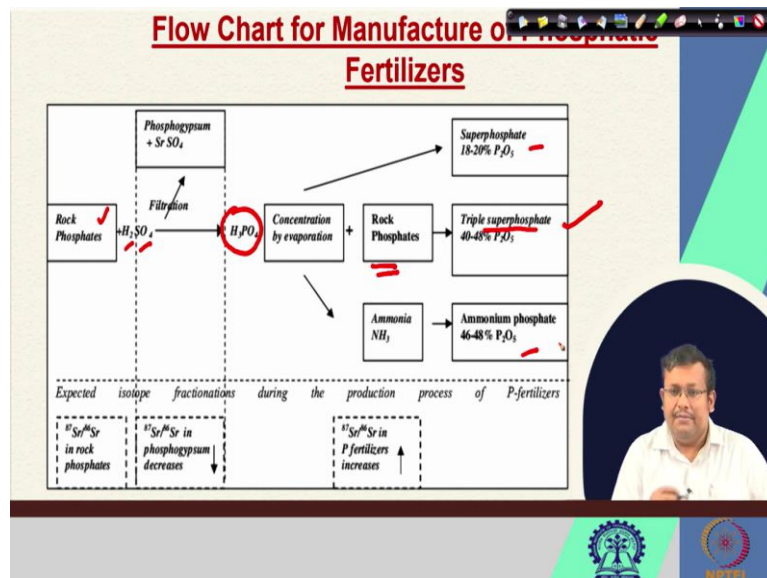 Flow Chart for Manufacture of Phosphatic
Fertilizers
Phosphogypsum
+ Sr SO₄
Superphosphate
18-20% P₂O₅
Filtration
Rock
Phosphates
+H₂SO₄
H₃PO₄
Concentration
by evaporation
+
Rock
Phosphates
Triple superphosphate
40-48% P₂O₅
Ammonia
NH₃
Ammonium phosphate
46-48% P₂O₅
Expected isotope fractionations during the production process of P-fertilizers
⁸⁷Sr/⁸⁶Sr
in rock
phosphates
⁸⁷Sr/⁸⁶Sr in
phosphogypsum
decreases
⁸⁷Sr/⁸⁶Sr in
P fertilizers
increases
NPTEL